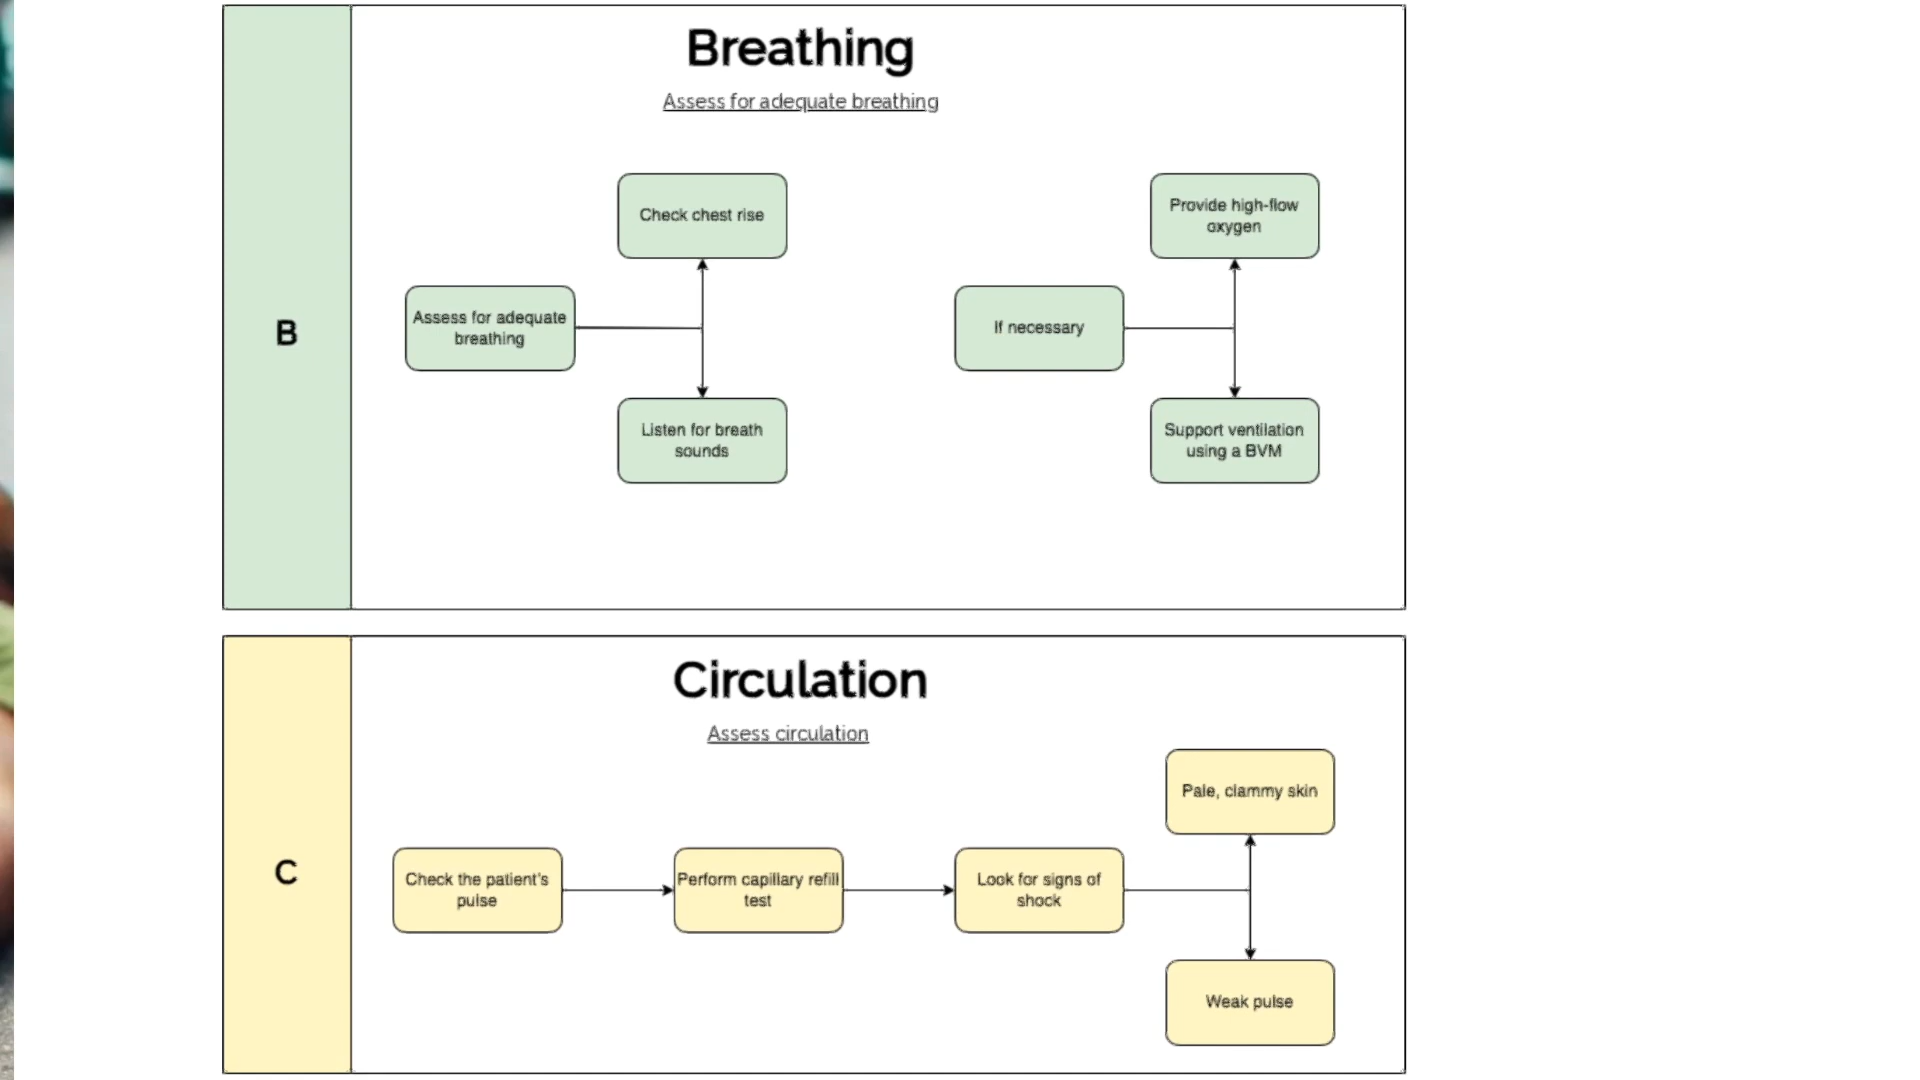 Breathing
Assess for adequate breathing
B
Check chest rise
Assess for adequate
breathing
Listen for breath
sounds
Provide high-flow
oxygen
If necessary
Support ventilation
using a BVM
Circulation
Assess circulation
C
Check the patient's
pulse
Perform capillary refill
test
Look for signs of
shock
Pale, clammy skin
Weak pulse